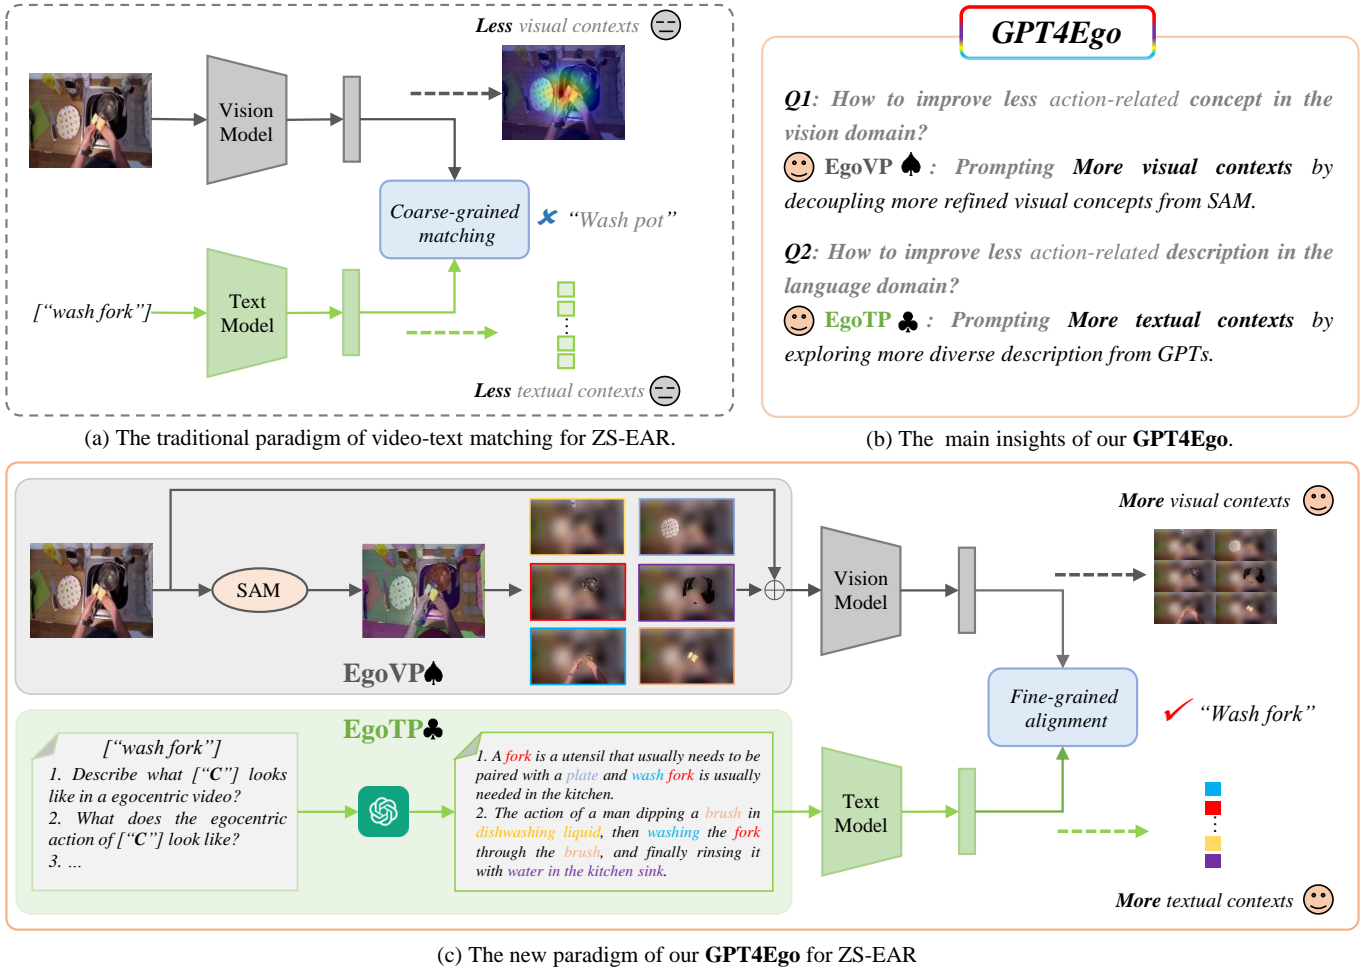 Less visual contexts
Vision
Model
Coarse-grained
matching
✘ “Wash pot”
[“wash fork”]
Text
Model
Less textual contexts
(a) The traditional paradigm of video-text matching for ZS-EAR.
GPT4Ego
Q1: How to improve less action-related concept in the
vision domain?
EgoVP ♠ : Prompting More visual contexts by
decoupling more refined visual concepts from SAM.
Q2: How to improve less action-related description in the
language domain?
EgoTP ♣ : Prompting More textual contexts by
exploring more diverse description from GPTs.
(b) The main insights of our GPT4Ego.
SAM
EgoVP♠
Vision
Model
More visual contexts
Fine-grained
alignment
“Wash fork”
EgoTP♣
[“wash fork”]
1. Describe what [“C”] looks
like in a egocentric video?
2. What does the egocentric
action of [“C”] look like?
3. ...
1. A fork is a utensil that usually needs to be
paired with a plate and wash fork is usually
needed in the kitchen.
2. The action of a man dipping a brush in
dishwashing liquid, then washing the fork
through the brush, and finally rinsing it
with water in the kitchen sink.
Text
Model
More textual contexts
(c) The new paradigm of our GPT4Ego for ZS-EAR